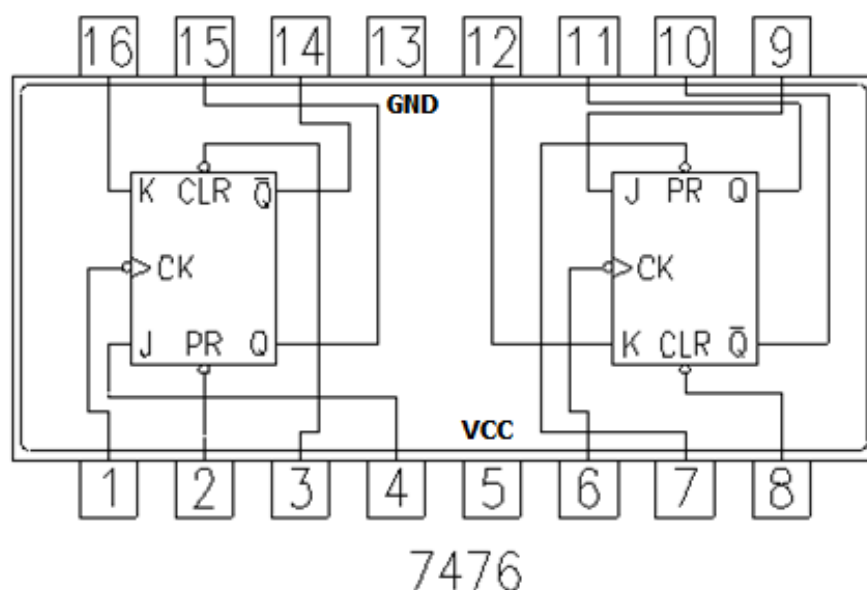 16 15 14 13 12 11 10 9
GND
K CLR Q̅ J PR Q
CK CK
J PR Q K CLR Q̅
VCC
1 2 3 4 5 6 7 8
7476